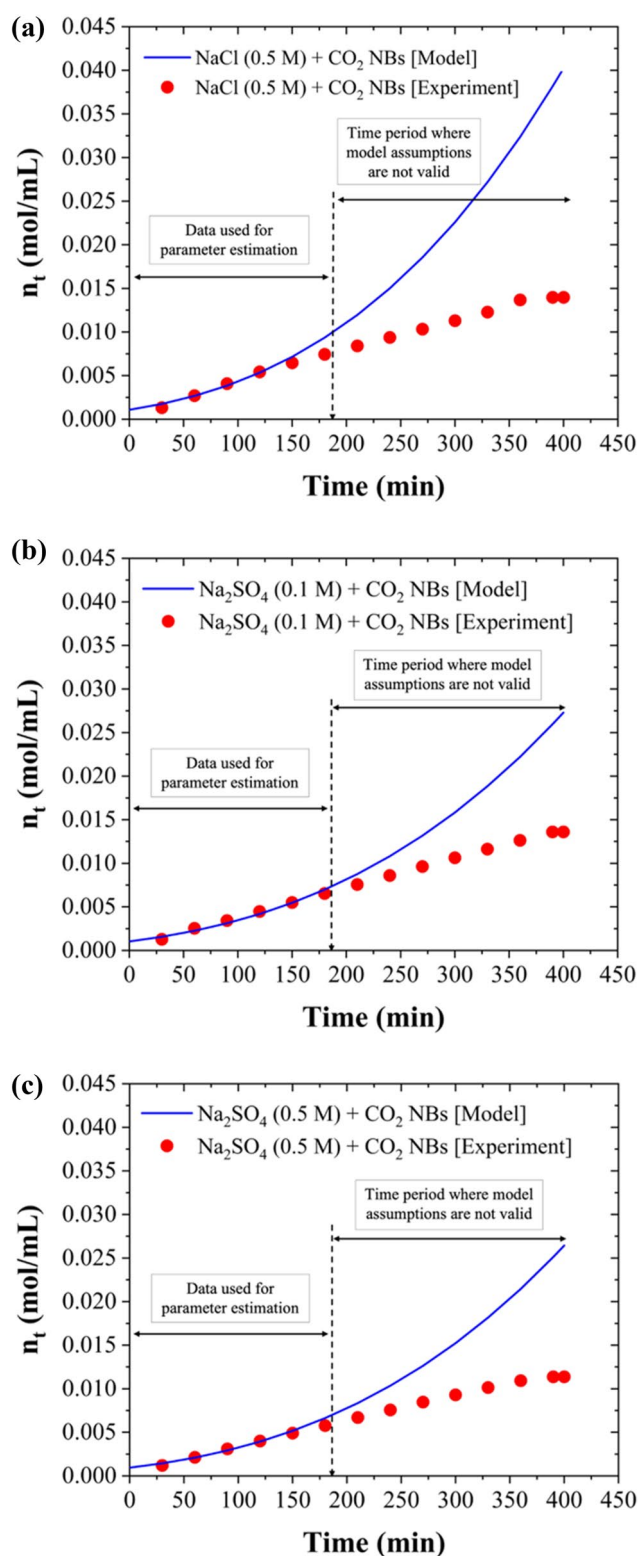 (a)
0.045
0.040
0.035
0.030
0.025
0.020
0.015
0.010
0.005
0.000
n_t (mol/mL)
NaCl (0.5 M) + CO₂ NBs [Model]
NaCl (0.5 M) + CO₂ NBs [Experiment]
Time period where
model assumptions
are not valid
Data used for
parameter estimation
0 50 100 150 200 250 300 350 400 450
Time (min)
(b)
0.045
0.040
0.035
0.030
0.025
0.020
0.015
0.010
0.005
0.000
n_t (mol/mL)
Na₂SO₄ (0.1 M) + CO₂ NBs [Model]
Na₂SO₄ (0.1 M) + CO₂ NBs [Experiment]
Time period where model
assumptions are not valid
Data used for
parameter estimation
0 50 100 150 200 250 300 350 400 450
Time (min)
(c)
0.045
0.040
0.035
0.030
0.025
0.020
0.015
0.010
0.005
0.000
n_t (mol/mL)
Na₂SO₄ (0.5 M) + CO₂ NBs [Model]
Na₂SO₄ (0.5 M) + CO₂ NBs [Experiment]
Time period where model
assumptions are not valid
Data used for
parameter estimation
0 50 100 150 200 250 300 350 400 450
Time (min)